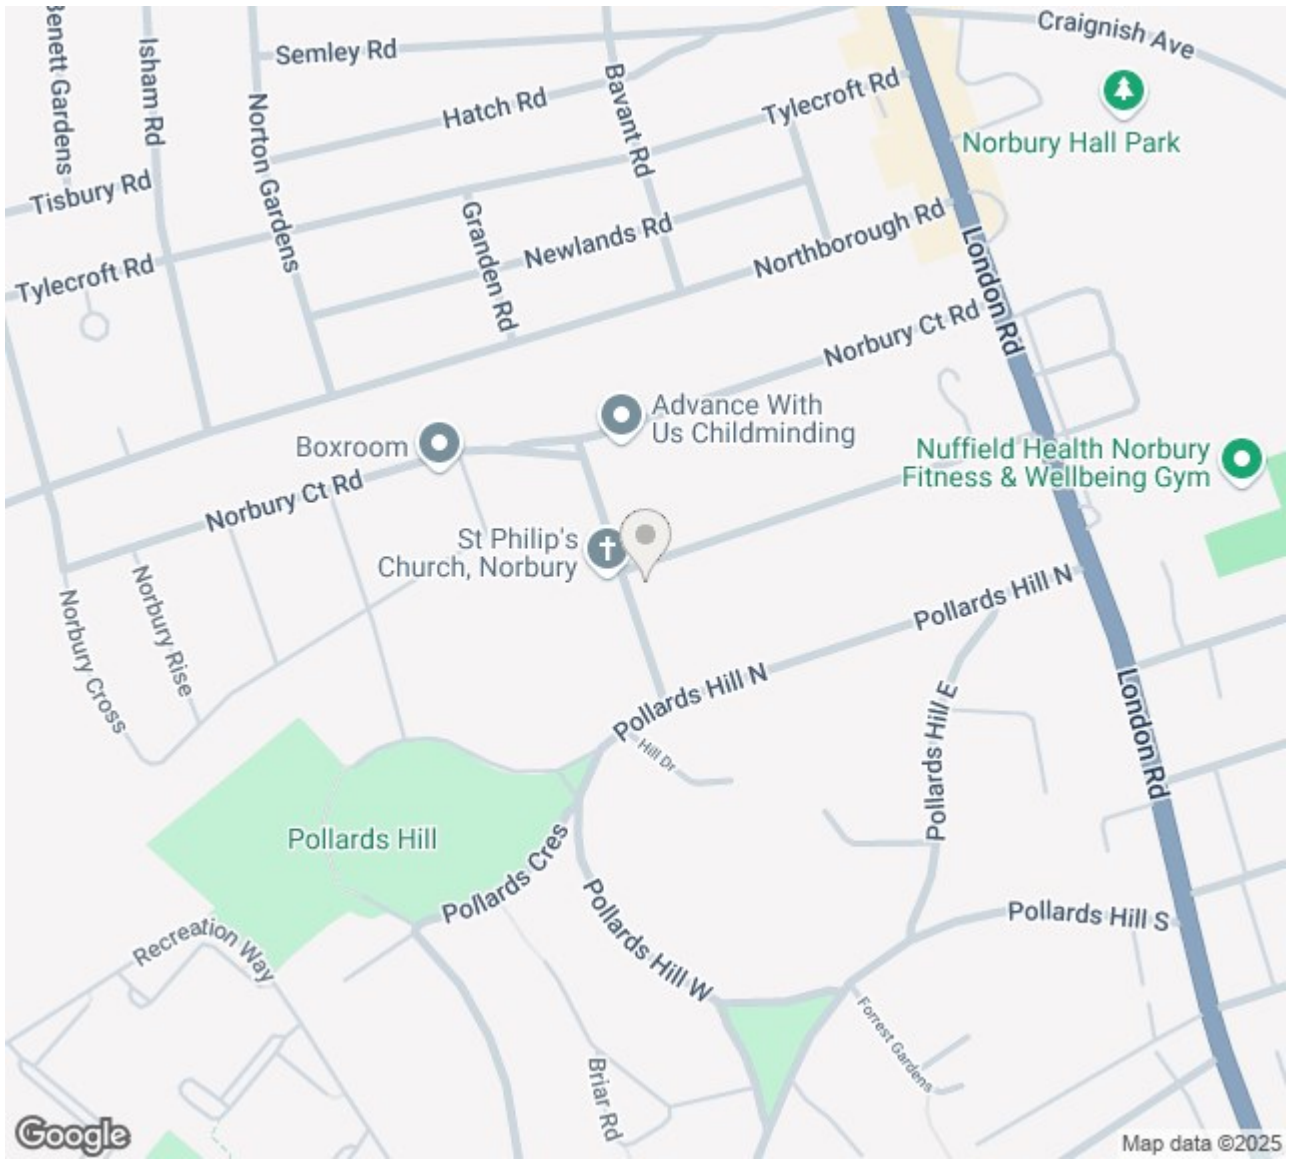 Benett Gardens
Isham Rd
Semley Rd
Craignish Ave
Norton Gardens
Hatch Rd
Bavant Rd
Tylecroft Rd
Norbury Hall Park
Tisbury Rd
Granden Rd
Newlands Rd
Northborough Rd
Tylecroft Rd
London Rd
Norbury Ct Rd
Advance With
Us Childminding
Boxroom
Nuffield Health Norbury
Fitness & Wellbeing Gym
Norbury Ct Rd
St Philip's
Church, Norbury
Norbury Cross
Norbury Rise
Pollards Hill N
Pollards Hill N
Hill Dr
Pollards Hill E
London Rd
Pollards Hill
Pollards Cres
Pollards Hill W
Pollards Hill S
Recreation Way
Forrest Gardens
Briar Rd
Google
Map data ©2025